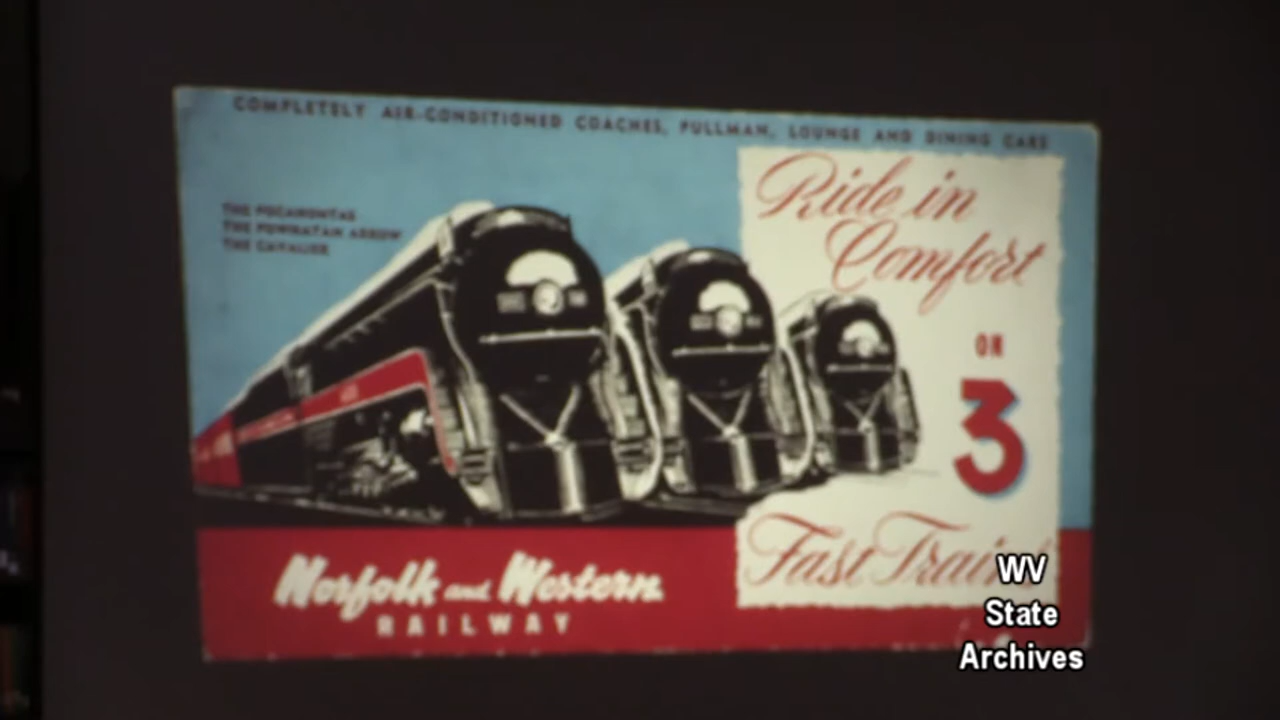 COMPLETELY AIR-CONDITIONED COACHES, PULLMAN, LOUNGE AND DINING CARS
THE POCAHONTAS
THE POWHATAN ARROW
THE CAVALIER
Ride in
Comfort
ON
3
Fast Trains
Norfolk and Western
RAILWAY
WV
State
Archives